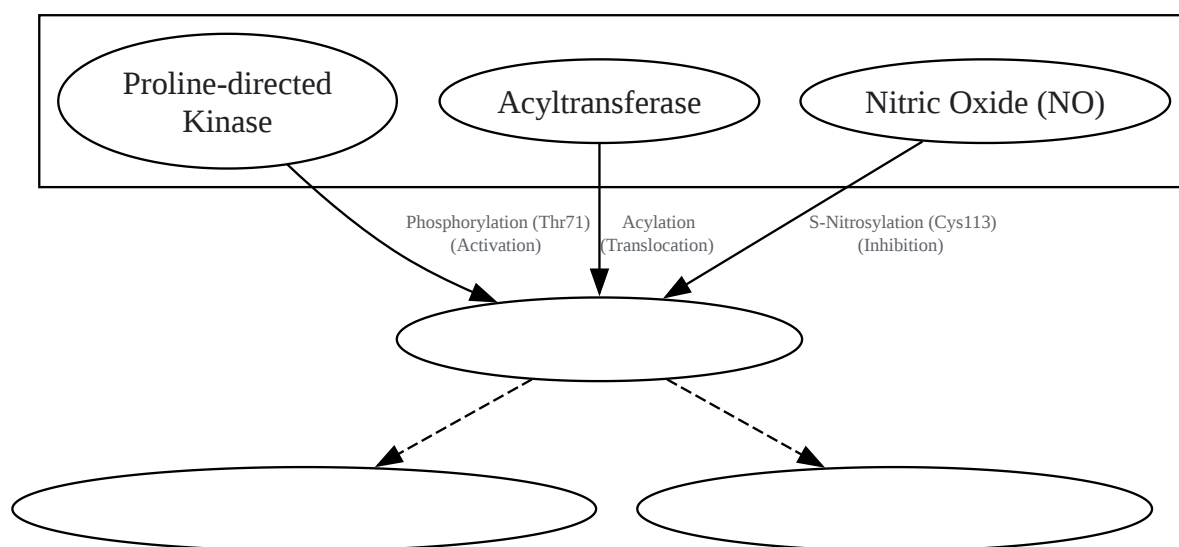 Proline-directed
Kinase
Acyltransferase
Nitric Oxide (NO)
Phosphorylation (Thr71)
(Activation)
Acylation
(Translocation)
S-Nitrosylation (Cys113)
(Inhibition)